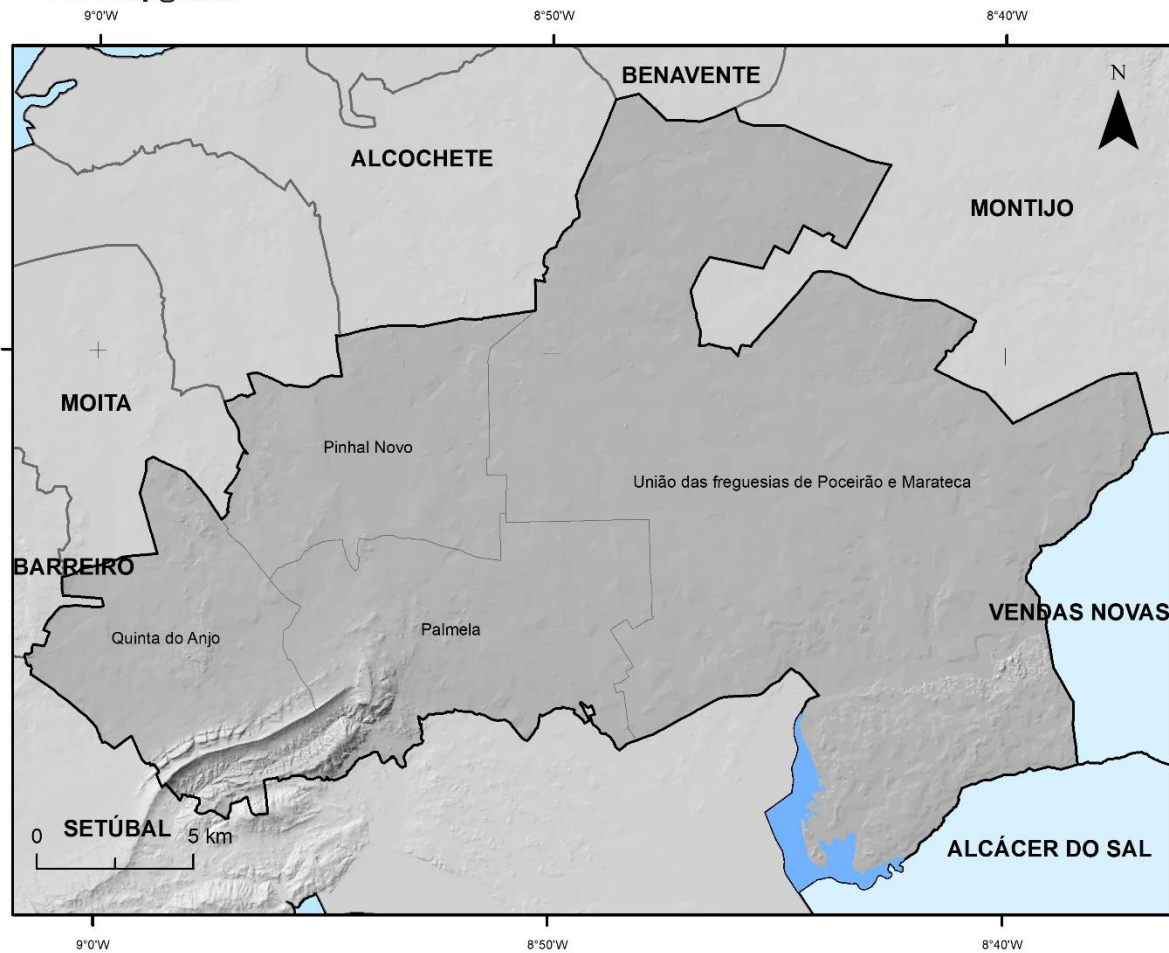 9°0'W
8°50'W
8°40'W
BENAVENTE
N
ALCOCHETE
MONTIJO
MOITA
Pinhal Novo
União das freguesias de Poceirão e Marateca
BARREIRO
VENDAS NOVAS
Quinta do Anjo
Palmela
0 SETÚBAL 5 km
ALCÁCER DO SAL
9°0'W
8°50'W
8°40'W